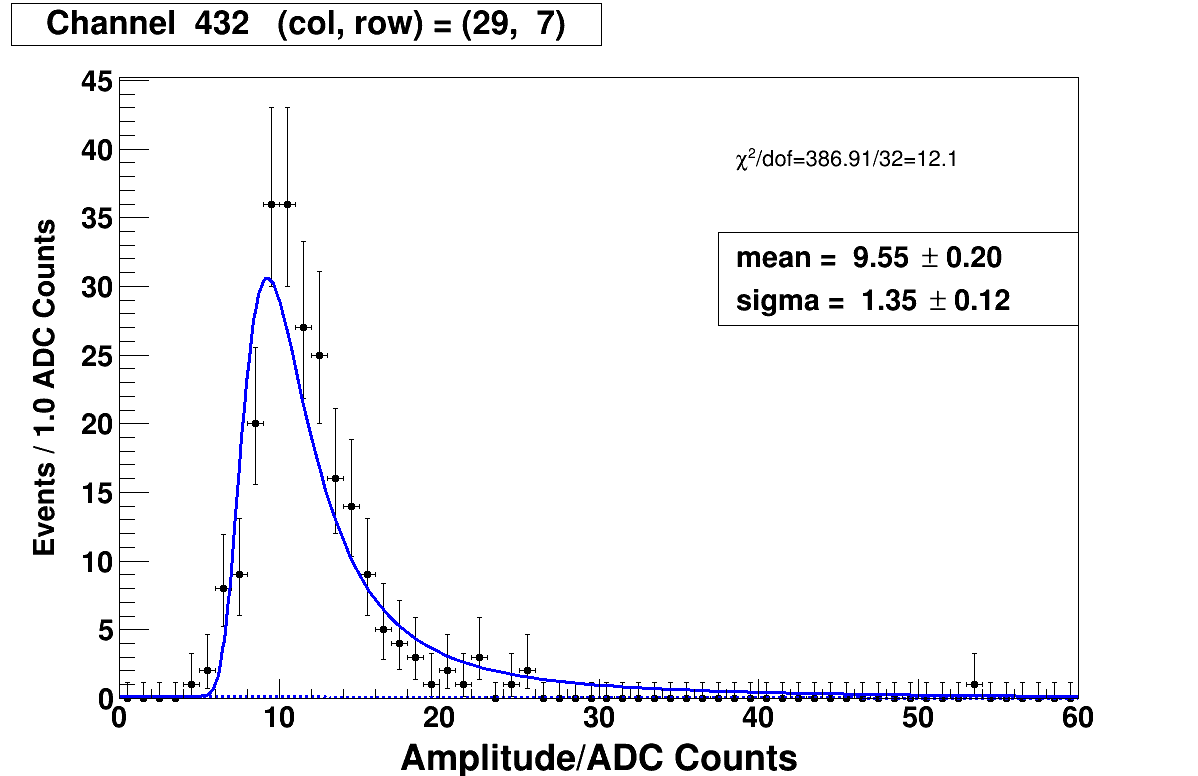 Channel 432 (col, row) = (29, 7)
χ²/dof=386.91/32=12.1
mean = 9.55 ± 0.20
sigma = 1.35 ± 0.12
Events / 1.0 ADC Counts
45
40
35
30
25
20
15
10
5
0
0 10 20 30 40 50 60
Amplitude/ADC Counts